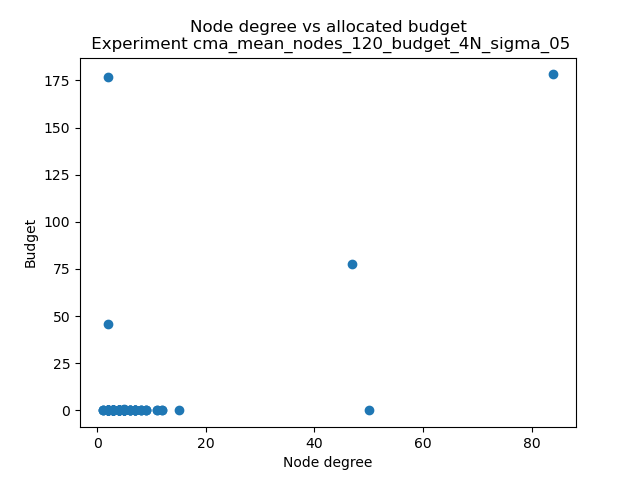 Node degree vs allocated budget
Experiment cma_mean_nodes_120_budget_4N_sigma_05
175
150
125
100
75
50
25
0
Budget
0 20 40 60 80
Node degree